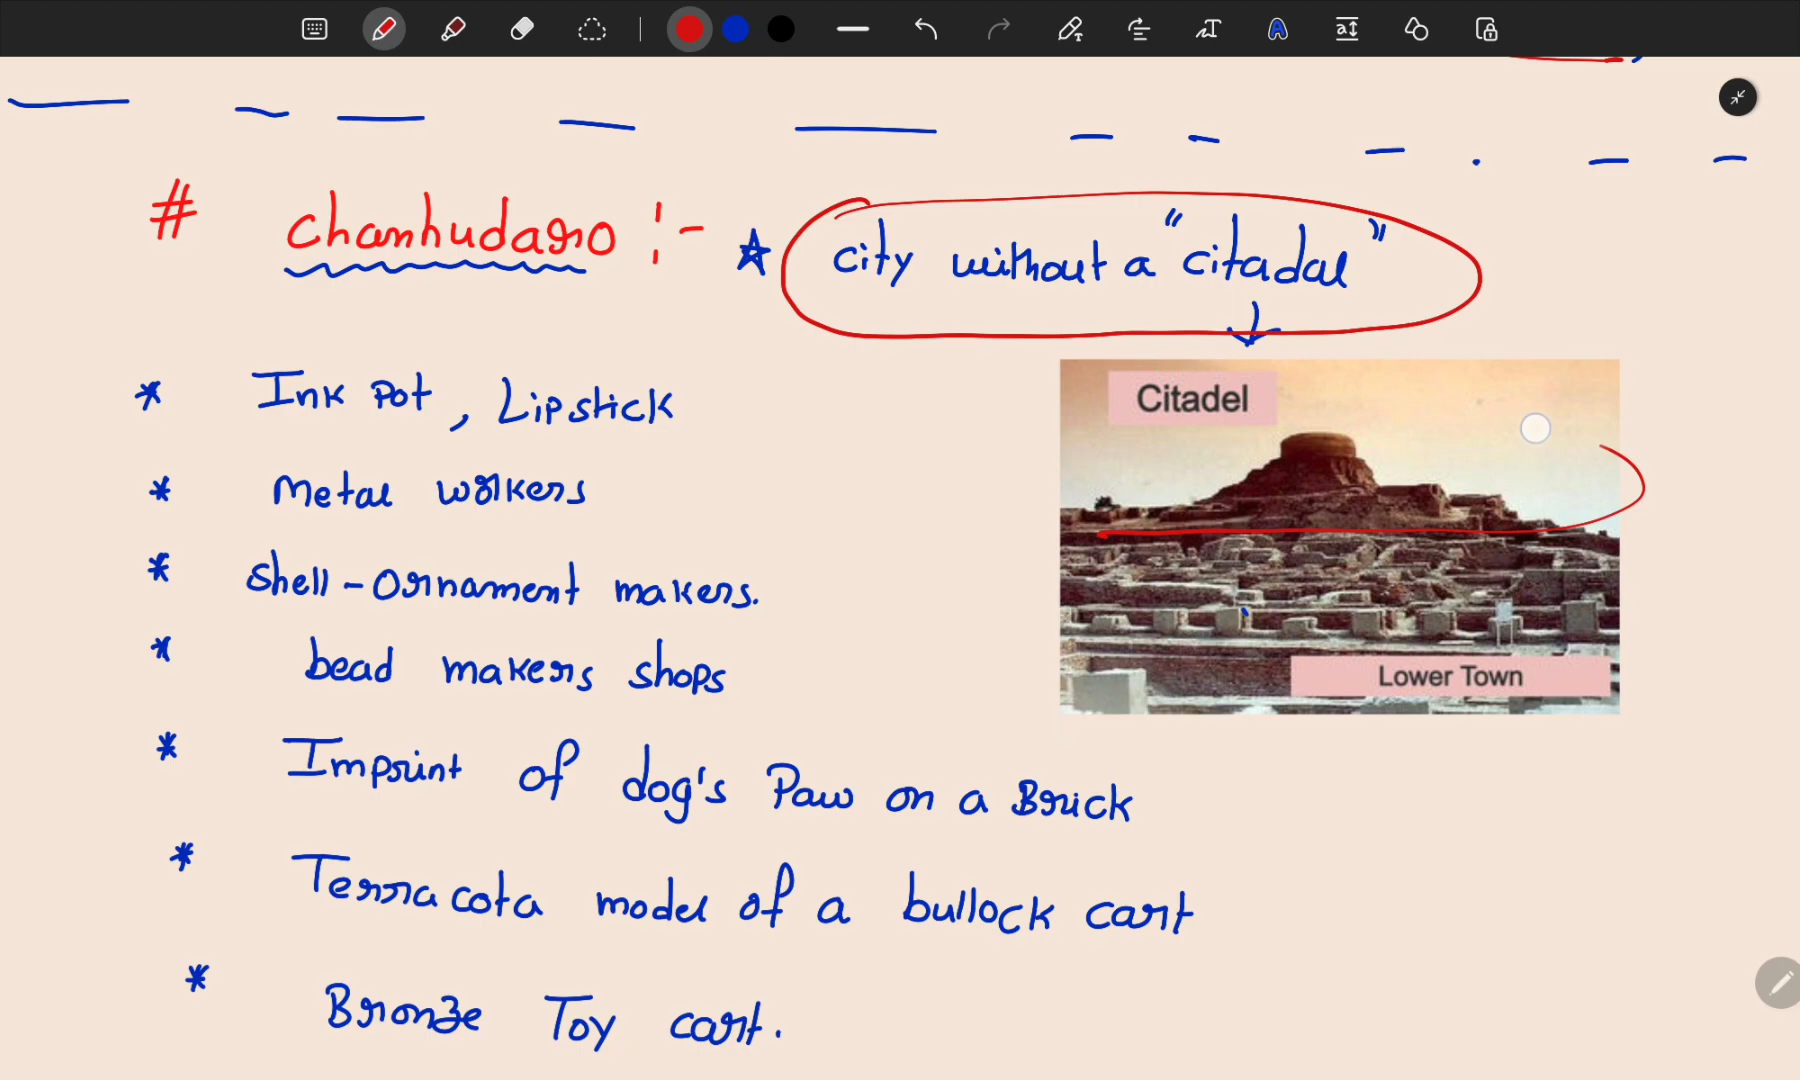 # Chanhudaro :- ☆ city without a "citadal"
* Ink Pot, Lipstick
Citadel
* Metal workers
* Shell-Ornament makers.
* bead makers shops
Lower Town
* Imprint of dog's Paw on a Brick
* Terracota model of a bullock cart
* Bronze Toy cart.